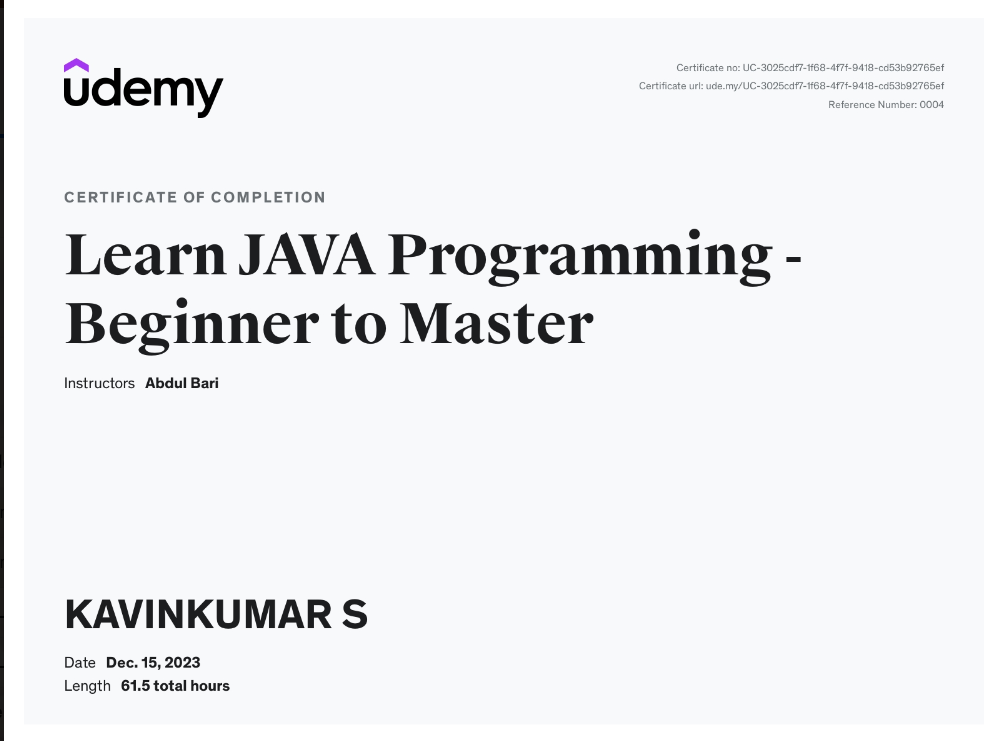 udemy
Certificate no: UC-3025cdf7-1f68-4f7f-9418-cd53b92765ef
Certificate url: ude.my/UC-3025cdf7-1f68-4f7f-9418-cd53b92765ef
Reference Number: 0004
CERTIFICATE OF COMPLETION
Learn JAVA Programming -
Beginner to Master
Instructors Abdul Bari
KAVINKUMAR S
Date Dec. 15, 2023
Length 61.5 total hours